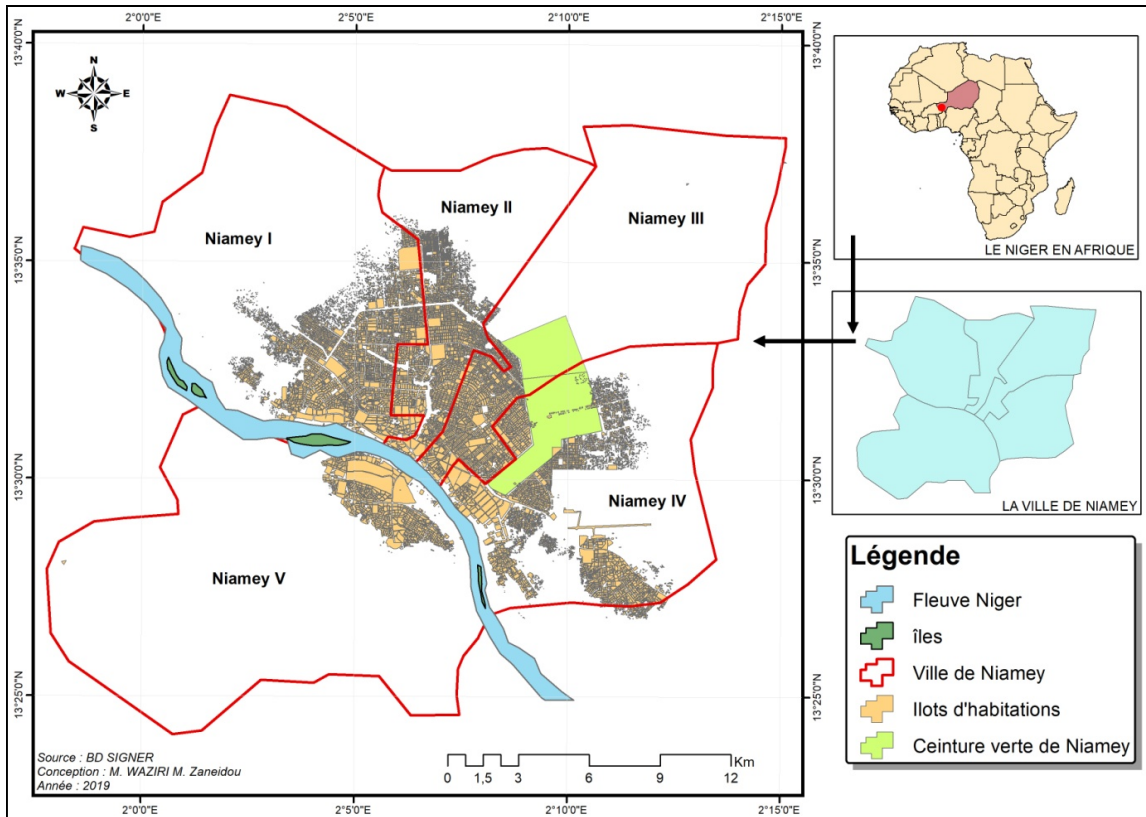 2°0'0"E
2°5'0"E
2°10'0"E
2°15'0"E
13°40'0"N
13°40'0"N
N
W
E
S
LE NIGER EN AFRIQUE
Niamey II
Niamey III
Niamey I
13°35'0"N
13°35'0"N
LA VILLE DE NIAMEY
13°30'0"N
13°30'0"N
Niamey IV
Niamey V
Légende
Fleuve Niger
îles
Ville de Niamey
Ilots d'habitations
Ceinture verte de Niamey
13°25'0"N
13°25'0"N
Source : BD SIGNER
Conception : M. WAZIRI M. Zaneidou
Année : 2019
Km
0 1,5 3 6 9 12
2°0'0"E
2°5'0"E
2°10'0"E
2°15'0"E